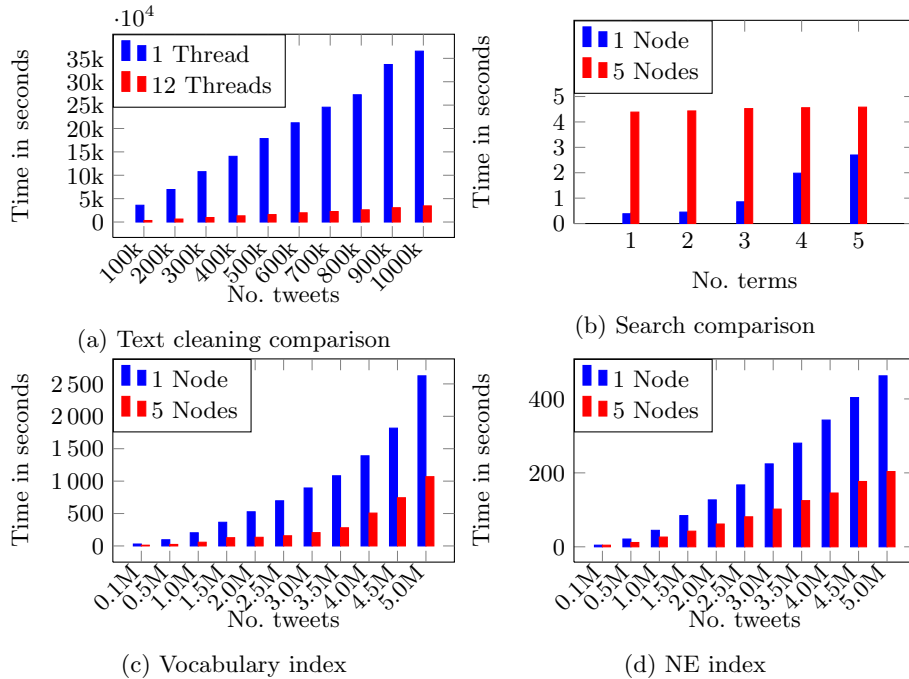 ·10⁴
Time in seconds
35k
30k
25k
20k
15k
10k
5k
0
1 Thread
12 Threads
100k
200k
300k
400k
500k
600k
700k
800k
900k
1000k
No. tweets
(a) Text cleaning comparison
Time in seconds
5
4
3
2
1
0
1 Node
5 Nodes
1
2
3
4
5
No. terms
(b) Search comparison
Time in seconds
2 500
2 000
1 500
1 000
500
0
1 Node
5 Nodes
0.1M
0.5M
1.0M
1.5M
2.0M
2.5M
3.0M
3.5M
4.0M
4.5M
5.0M
No. tweets
(c) Vocabulary index
Time in seconds
400
200
0
1 Node
5 Nodes
0.1M
0.5M
1.0M
1.5M
2.0M
2.5M
3.0M
3.5M
4.0M
4.5M
5.0M
No. tweets
(d) NE index